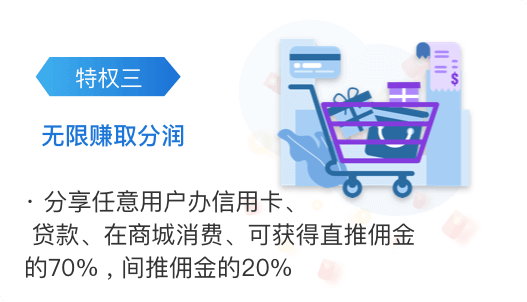 特权三
无限赚取分润
· 分享任意用户办信用卡、
贷款、在商城消费、可获得直推佣金
的70%，间推佣金的20%
$